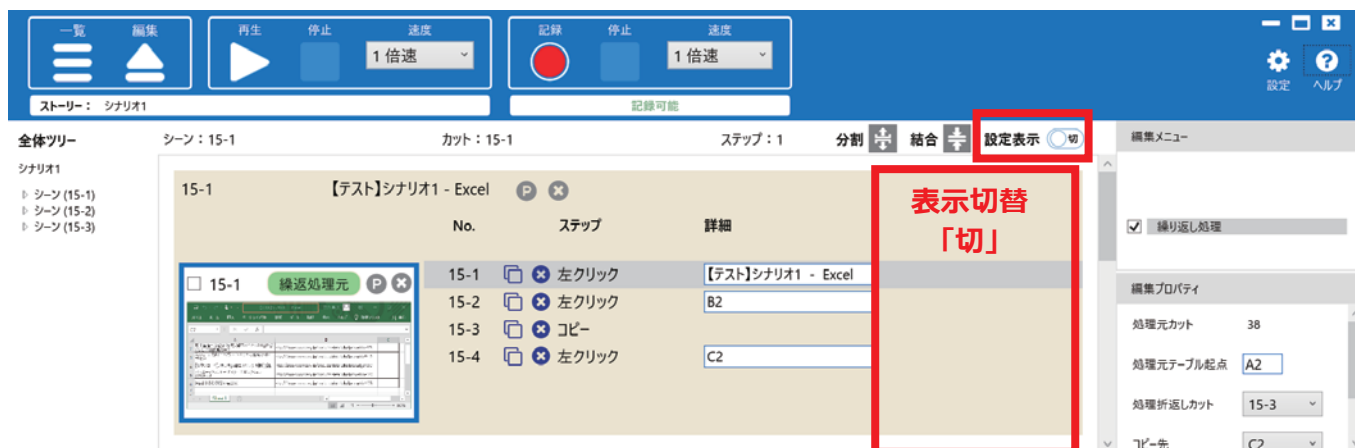 一覧 編集 再生 停止 速度 記録 停止 速度
1 倍速 1 倍速
設定 ヘルプ
ストーリー： シナリオ1 記録可能
全体ツリー シーン：15-1 カット：15-1 ステップ：1 分割 結合 設定表示 切 編集メニュー
シナリオ1
シーン (15-1)
シーン (15-2)
シーン (15-3)
15-1 【テスト】シナリオ1 - Excel P
No. ステップ 詳細
表示切替
「切」
繰り返し処理
15-1 繰返処理元 P
15-1 左クリック 【テスト】シナリオ1 - Excel
15-2 左クリック B2
15-3 コピー
15-4 左クリック C2
編集プロパティ
処理元カット 38
処理元テーブル起点 A2
処理折返しカット 15-3
コピー先 C2